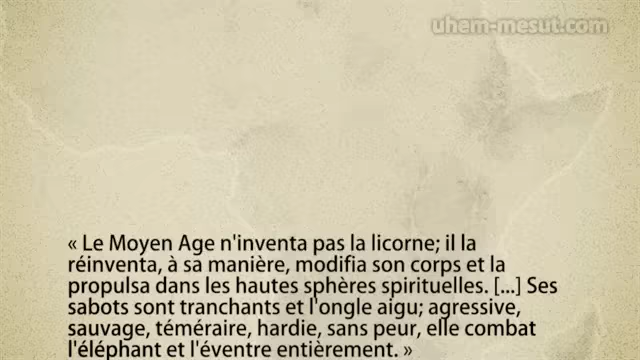 uhem-mesut.com
« Le Moyen Age n'inventa pas la licorne; il la
réinventa, à sa manière, modifia son corps et la
propulsa dans les hautes sphères spirituelles. [...] Ses
sabots sont tranchants et l'ongle aigu; agressive,
sauvage, téméraire, hardie, sans peur, elle combat
l'éléphant et l'éventre entièrement. »